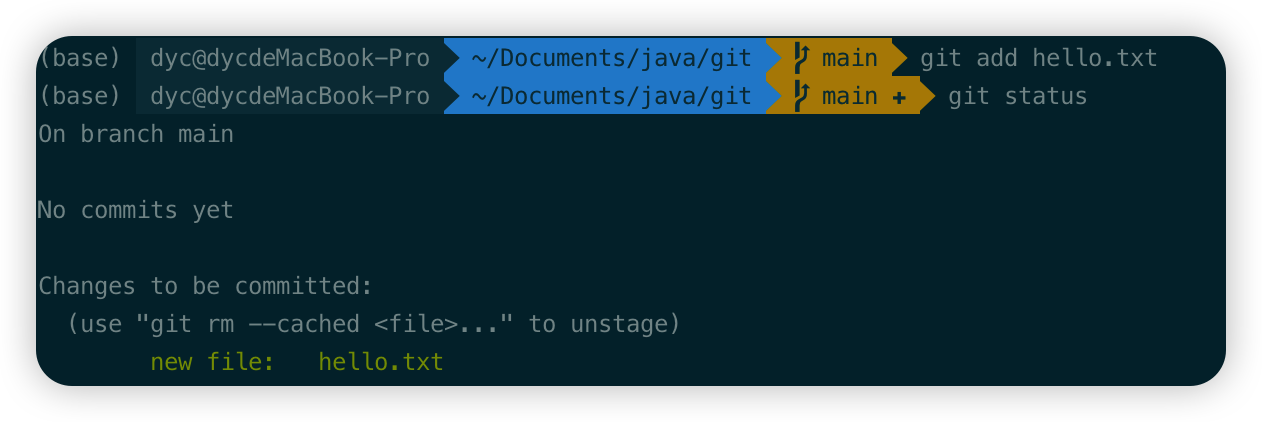 (base) dyc@dycdeMacBook-Pro ~/Documents/java/git main git add hello.txt
(base) dyc@dycdeMacBook-Pro ~/Documents/java/git main + git status
On branch main
No commits yet
Changes to be committed:
(use "git rm --cached <file>..." to unstage)
new file: hello.txt